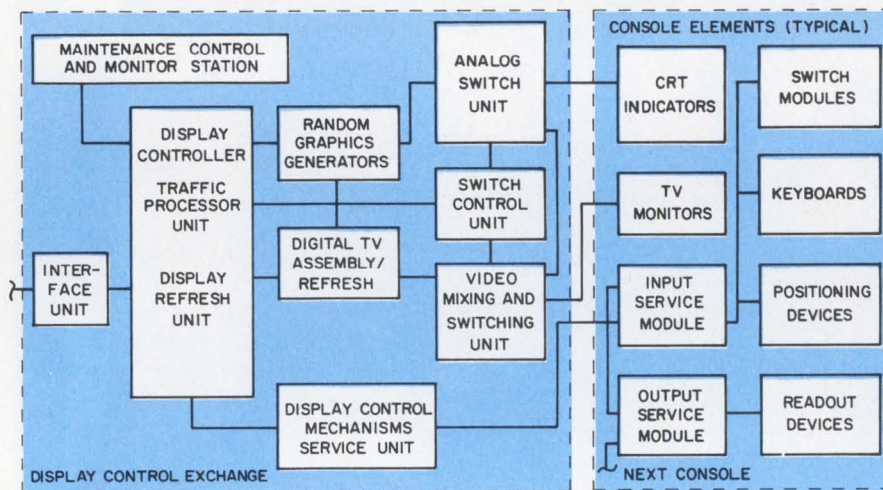 MAINTENANCE CONTROL
AND MONITOR STATION
DISPLAY
CONTROLLER
TRAFFIC
PROCESSOR
UNIT
DISPLAY
REFRESH
UNIT
INTER-
FACE
UNIT
RANDOM
GRAPHICS
GENERATORS
DIGITAL TV
ASSEMBLY/
REFRESH
DISPLAY CONTROL
MECHANISMS
SERVICE UNIT
ANALOG
SWITCH
UNIT
SWITCH
CONTROL
UNIT
VIDEO
MIXING AND
SWITCHING
UNIT
DISPLAY CONTROL EXCHANGE
CONSOLE ELEMENTS (TYPICAL)
CRT
INDICATORS
SWITCH
MODULES
TV
MONITORS
KEYBOARDS
INPUT
SERVICE
MODULE
POSITIONING
DEVICES
OUTPUT
SERVICE
MODULE
READOUT
DEVICES
NEXT CONSOLE